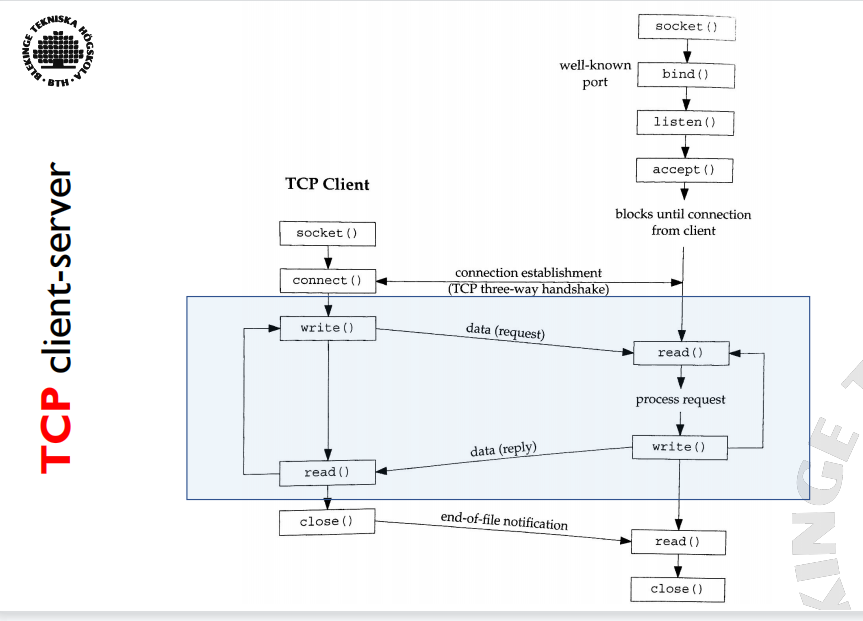 BLEKINGE TEKNISKA HÖGSKOLA
· BTH ·
TCP client-server
socket()
well-known
port
bind()
listen()
accept()
blocks until connection
from client
TCP Client
socket()
connect()
connection establishment
(TCP three-way handshake)
write()
data (request)
read()
process request
write()
data (reply)
read()
close()
end-of-file notification
read()
close()
KINGE T